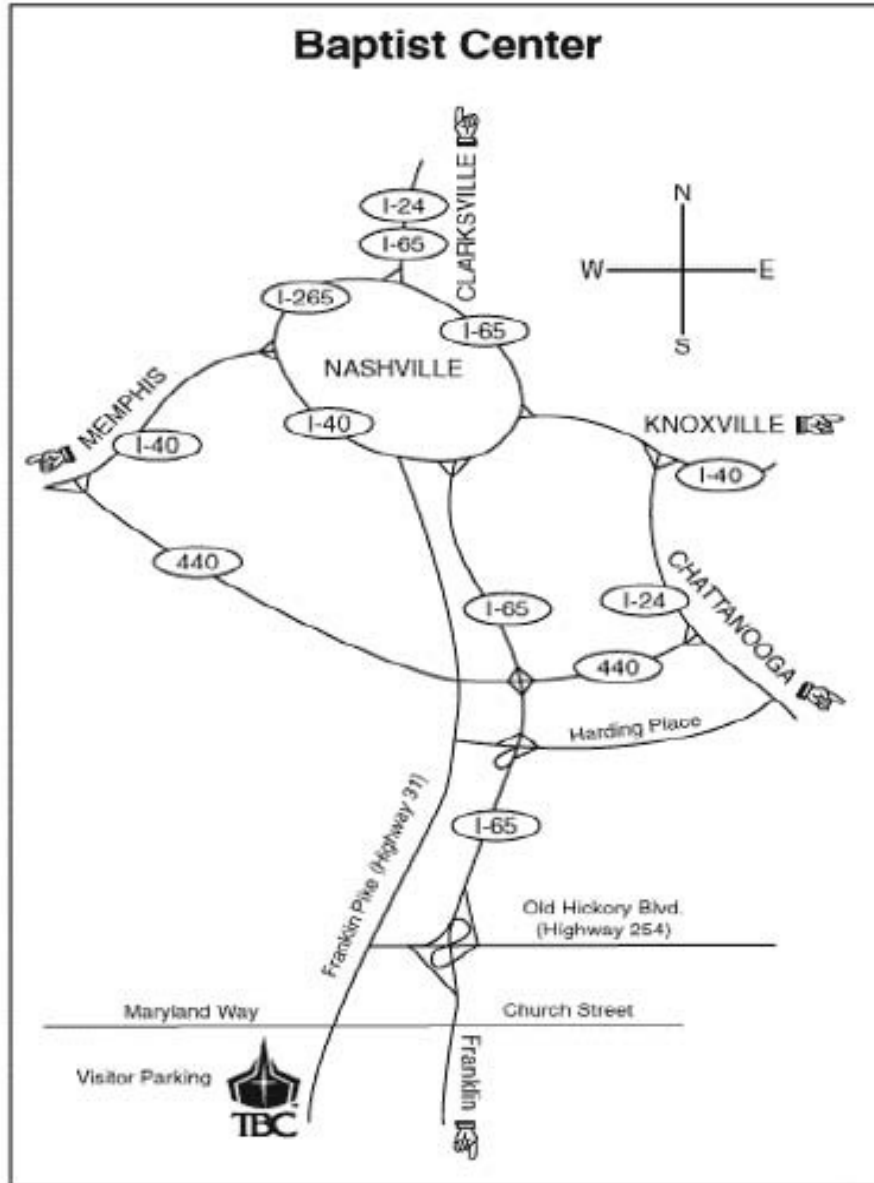 Baptist Center
CLARKSVILLE
I-24
I-65
N
W
E
S
I-265
I-65
NASHVILLE
MEMPHIS
I-40
I-40
KNOXVILLE
I-40
440
CHATTANOOGA
I-24
I-65
440
Harding Place
Frankin Pike (Highway 31)
I-65
Old Hickory Blvd.
(Highway 254)
Maryland Way
Church Street
Franklin
Visitor Parking
TBC